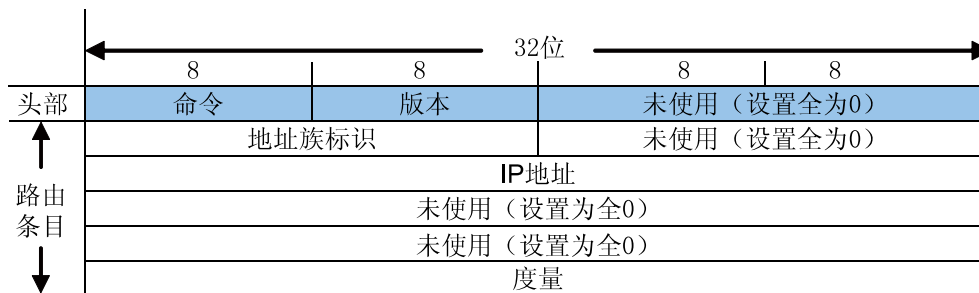 32位
8 8 8 8
头部 命令 版本 未使用（设置全为0）
地址族标识 未使用（设置全为0）
IP地址
路由
条目
未使用（设置为全0）
未使用（设置为全0）
度量